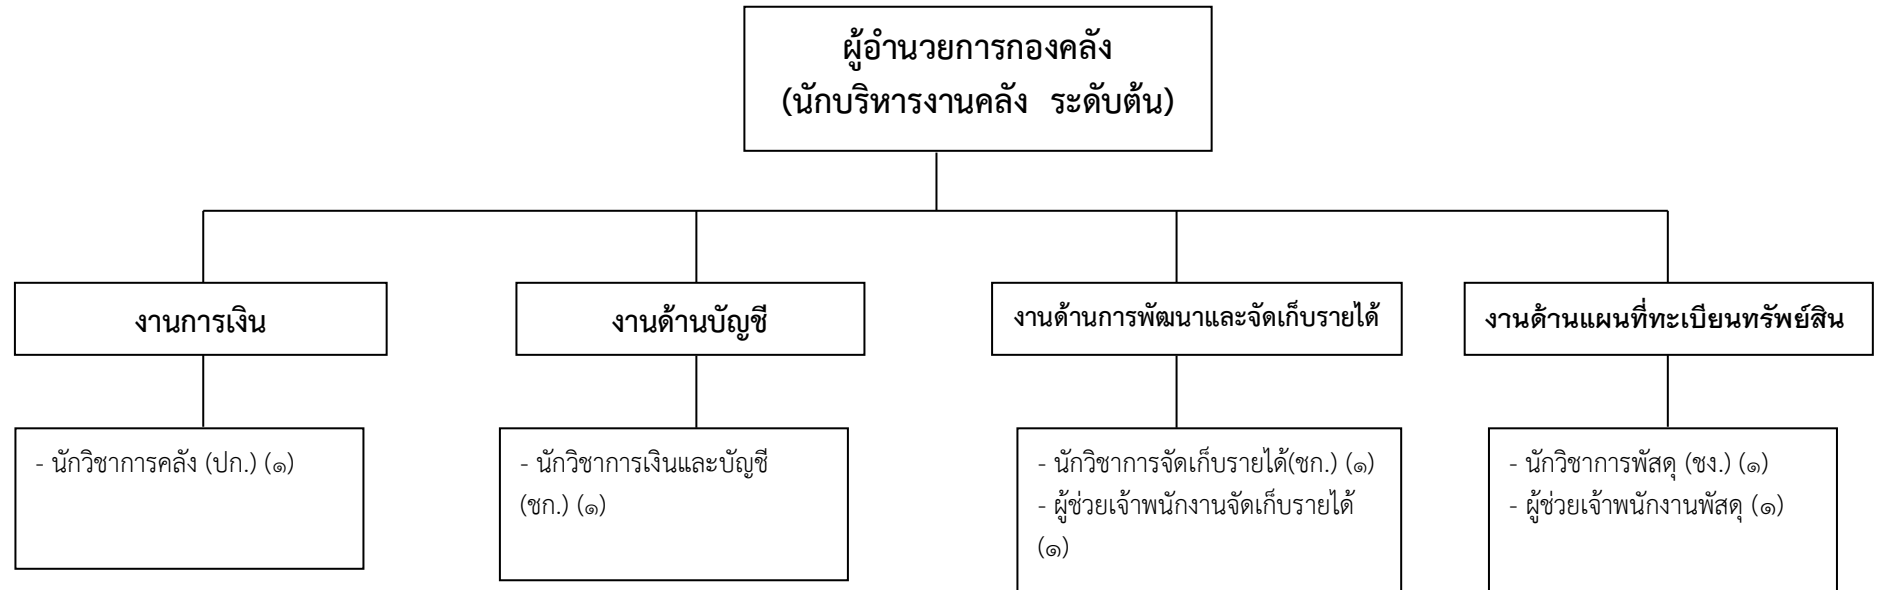 ผู้อำนวยการกองคลัง
(นักบริหารงานคลัง ระดับต้น)
งานการเงิน
งานด้านบัญชี
งานด้านการพัฒนาและจัดเก็บรายได้
งานด้านแผนที่ทะเบียนทรัพย์สิน
- นักวิชาการคลัง (ปก.) (๑)
- นักวิชาการเงินและบัญชี
(ชก.) (๑)
- นักวิชาการจัดเก็บรายได้(ชก.) (๑)
- ผู้ช่วยเจ้าพนักงานจัดเก็บรายได้
(๑)
- นักวิชาการพัสดุ (ชง.) (๑)
- ผู้ช่วยเจ้าพนักงานพัสดุ (๑)